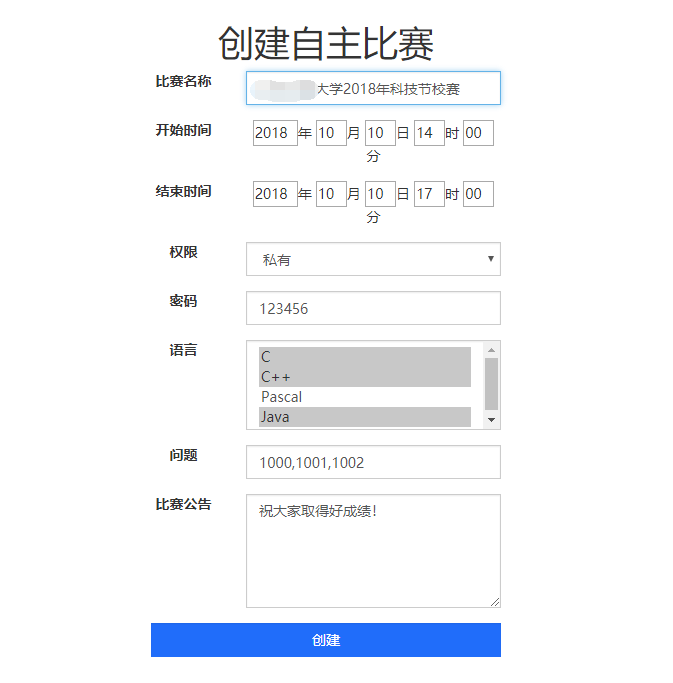 创建自主比赛
比赛名称 大学2018年科技节校赛
开始时间 2018 年 10 月 10 日 14 时 00
分
结束时间 2018 年 10 月 10 日 17 时 00
分
权限 私有
密码 123456
语言 C
C++
Pascal
Java
问题 1000,1001,1002
比赛公告 祝大家取得好成绩!
创建